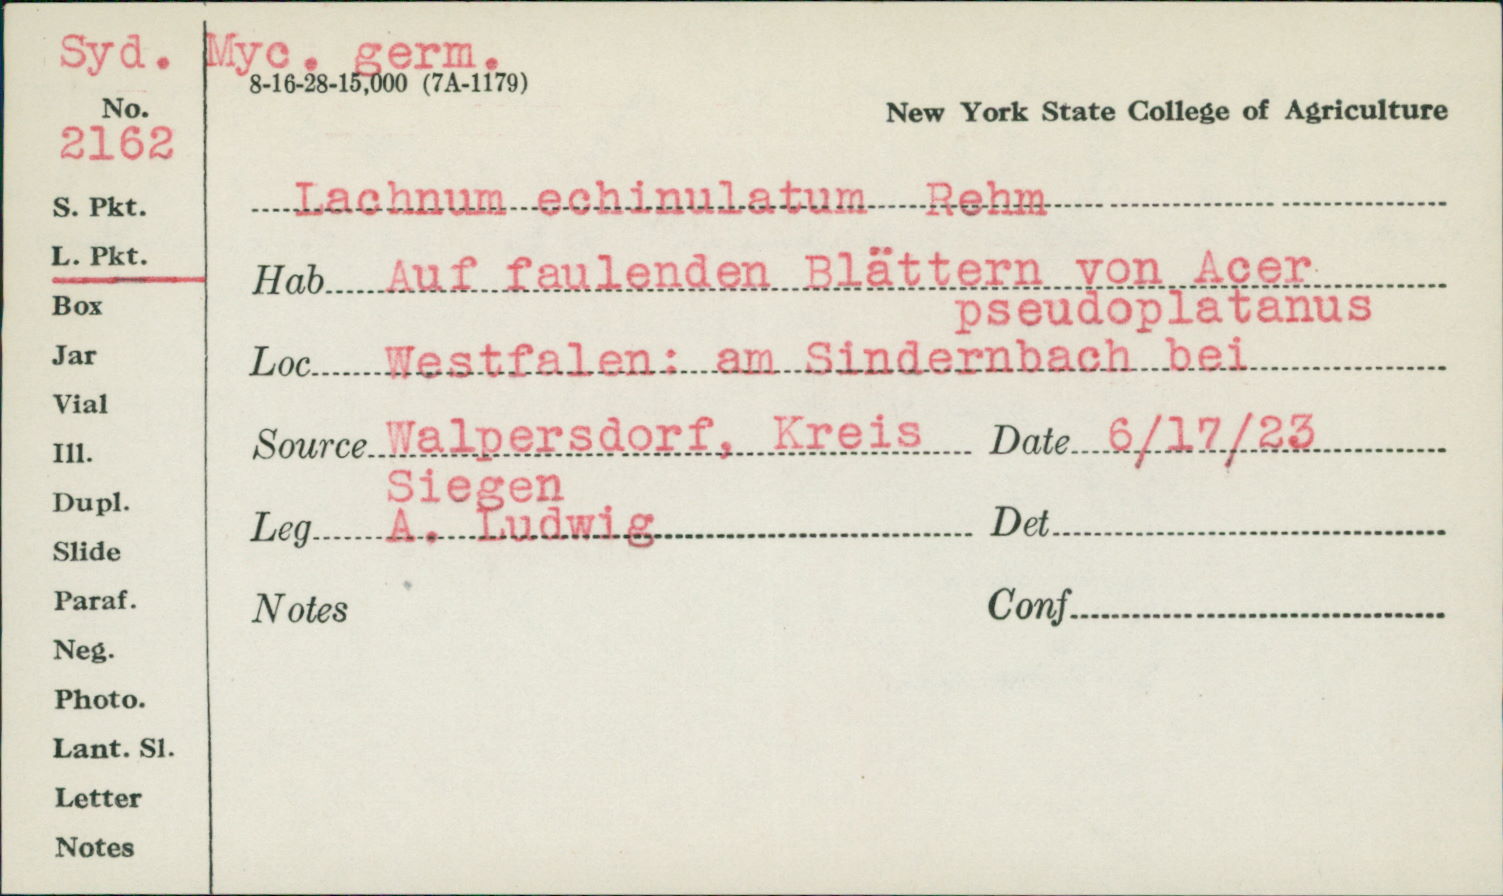 Syd. Myc. germ.
8-16-28-15,000 (7A-1179)
No.
2162
New York State College of Agriculture
S. Pkt.
Lachnum echinulatum Rehm
L. Pkt.
Hab Auf faulenden Blättern von Acer
pseudoplatanus
Box
Jar
Loc Westfalen: am Sindernbach bei
Vial
Ill.
Source Walpersdorf, Kreis Date 6/17/23
Siegen
Dupl.
Leg A. Ludwig Det
Slide
Paraf.
Notes Conf
Neg.
Photo.
Lant. Sl.
Letter
Notes